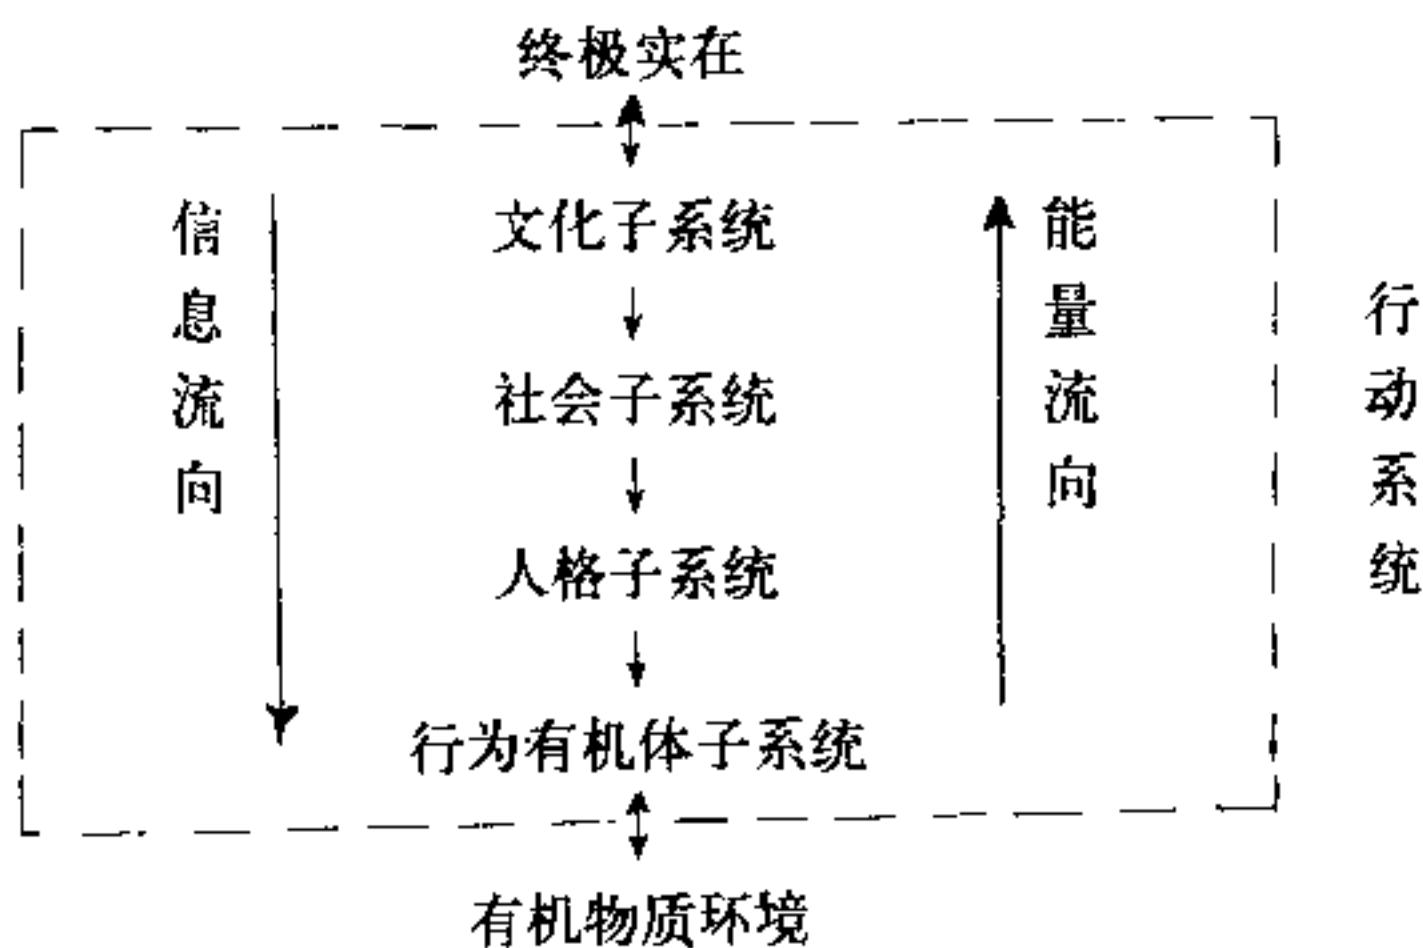 终极实在
信息流向
文化子系统
社会子系统
人格子系统
行为有机体子系统
能量流向
行动系统
有机物质环境